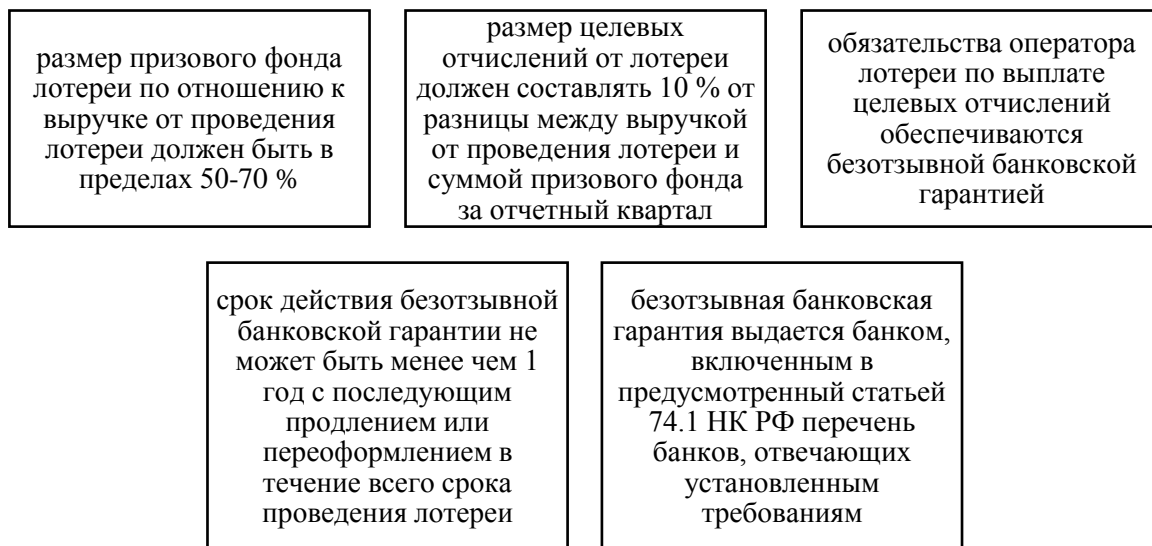 размер призового фонда
лотереи по отношению к
выручке от проведения
лотереи должен быть в
пределах 50-70 %
размер целевых
отчислений от лотереи
должен составлять 10 % от
разницы между выручкой
от проведения лотереи и
суммой призового фонда
за отчетный квартал
обязательства оператора
лотереи по выплате
целевых отчислений
обеспечиваются
безотзывной банковской
гарантией
срок действия безотзывной
банковской гарантии не
может быть менее чем 1
год с последующим
продлением или
переоформлением в
течение всего срока
проведения лотереи
безотзывная банковская
гарантия выдается банком,
включенным в
предусмотренный статьей
74.1 НК РФ перечень
банков, отвечающих
установленным
требованиям